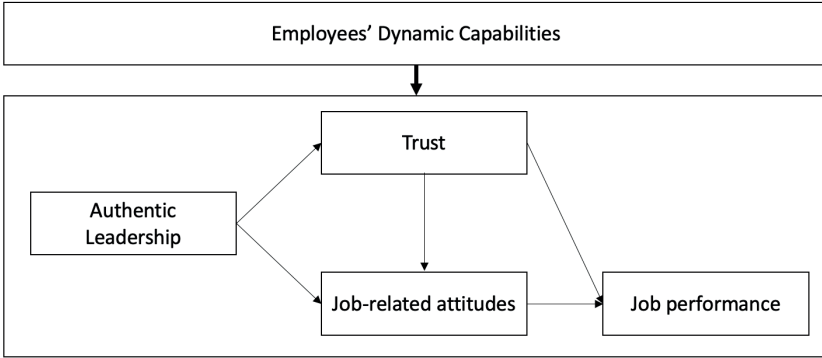 Employees’ Dynamic Capabilities
Trust
Authentic
Leadership
Job-related attitudes
Job performance